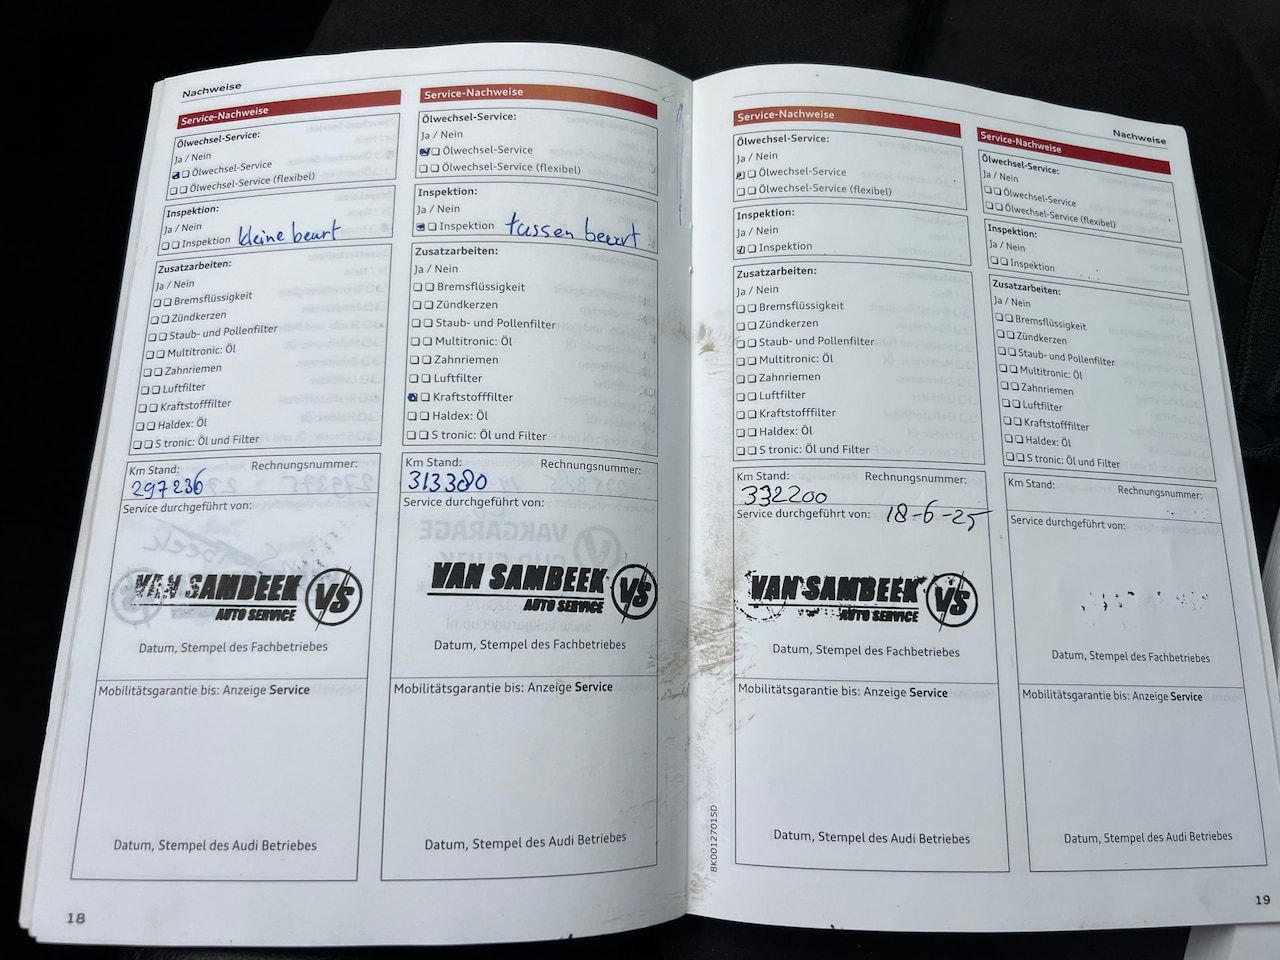 Nachweise
Service-Nachweise
Ölwechsel-Service:
Ja / Nein
Ölwechsel-Service
Ölwechsel-Service (flexibel)
Inspektion:
Ja / Nein
Inspektion kleine beurt
Zusatzarbeiten:
Ja / Nein
Bremsflüssigkeit
Zündkerzen
Staub- und Pollenfilter
Multitronic: Öl
Zahnriemen
Luftfilter
Kraftstofffilter
Haldex: Öl
S tronic: Öl und Filter
Km Stand: Rechnungsnummer:
297236
Service durchgeführt von:
VAN SAMBEEK VS
AUTO SERVICE
Datum, Stempel des Fachbetriebes
Mobilitätsgarantie bis: Anzeige Service
Datum, Stempel des Audi Betriebes
18
Service-Nachweise
Ölwechsel-Service:
Ja / Nein
Ölwechsel-Service
Ölwechsel-Service (flexibel)
Inspektion:
Ja / Nein
Inspektion tussen beurt
Zusatzarbeiten:
Ja / Nein
Bremsflüssigkeit
Zündkerzen
Staub- und Pollenfilter
Multitronic: Öl
Zahnriemen
Luftfilter
Kraftstofffilter
Haldex: Öl
S tronic: Öl und Filter
Km Stand: Rechnungsnummer:
313380
Service durchgeführt von:
VAN SAMBEEK VS
AUTO SERVICE
Datum, Stempel des Fachbetriebes
Mobilitätsgarantie bis: Anzeige Service
Datum, Stempel des Audi Betriebes
8K0012701SD
Service-Nachweise
Ölwechsel-Service:
Ja / Nein
Ölwechsel-Service
Ölwechsel-Service (flexibel)
Inspektion:
Ja / Nein
Inspektion
Zusatzarbeiten:
Ja / Nein
Bremsflüssigkeit
Zündkerzen
Staub- und Pollenfilter
Multitronic: Öl
Zahnriemen
Luftfilter
Kraftstofffilter
Haldex: Öl
S tronic: Öl und Filter
Km Stand: Rechnungsnummer:
332200
Service durchgeführt von: 18-6-25
VAN SAMBEEK VS
AUTO SERVICE
Datum, Stempel des Fachbetriebes
Mobilitätsgarantie bis: Anzeige Service
Datum, Stempel des Audi Betriebes
Nachweise
Service-Nachweise
Ölwechsel-Service:
Ja / Nein
Ölwechsel-Service
Ölwechsel-Service (flexibel)
Inspektion:
Ja / Nein
Inspektion
Zusatzarbeiten:
Ja / Nein
Bremsflüssigkeit
Zündkerzen
Staub- und Pollenfilter
Multitronic: Öl
Zahnriemen
Luftfilter
Kraftstofffilter
Haldex: Öl
S tronic: Öl und Filter
Km Stand: Rechnungsnummer:
Service durchgeführt von:
Datum, Stempel des Fachbetriebes
Mobilitätsgarantie bis: Anzeige Service
Datum, Stempel des Audi Betriebes
19